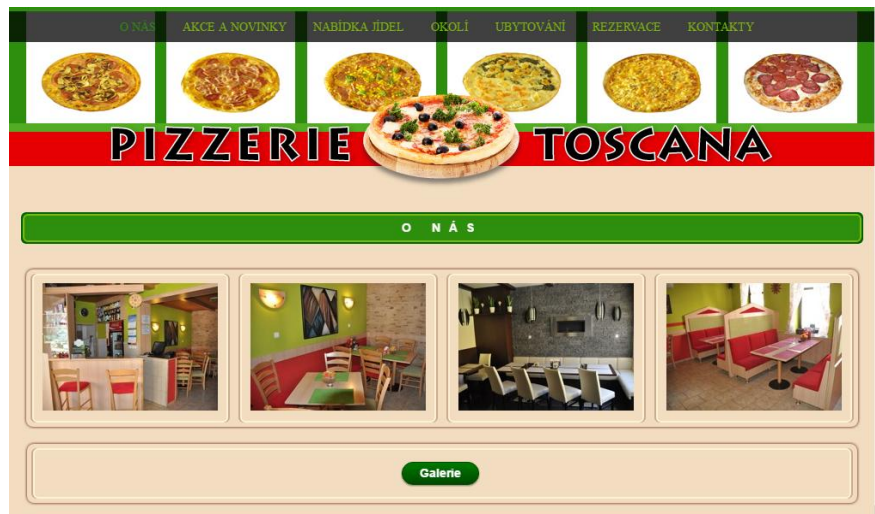 O NÁS AKCE A NOVINKY NABÍDKA JÍDEL OKOLÍ UBYTOVÁNÍ REZERVACE KONTAKTY
PIZZERIE TOSCANA
O NÁS
Galerie